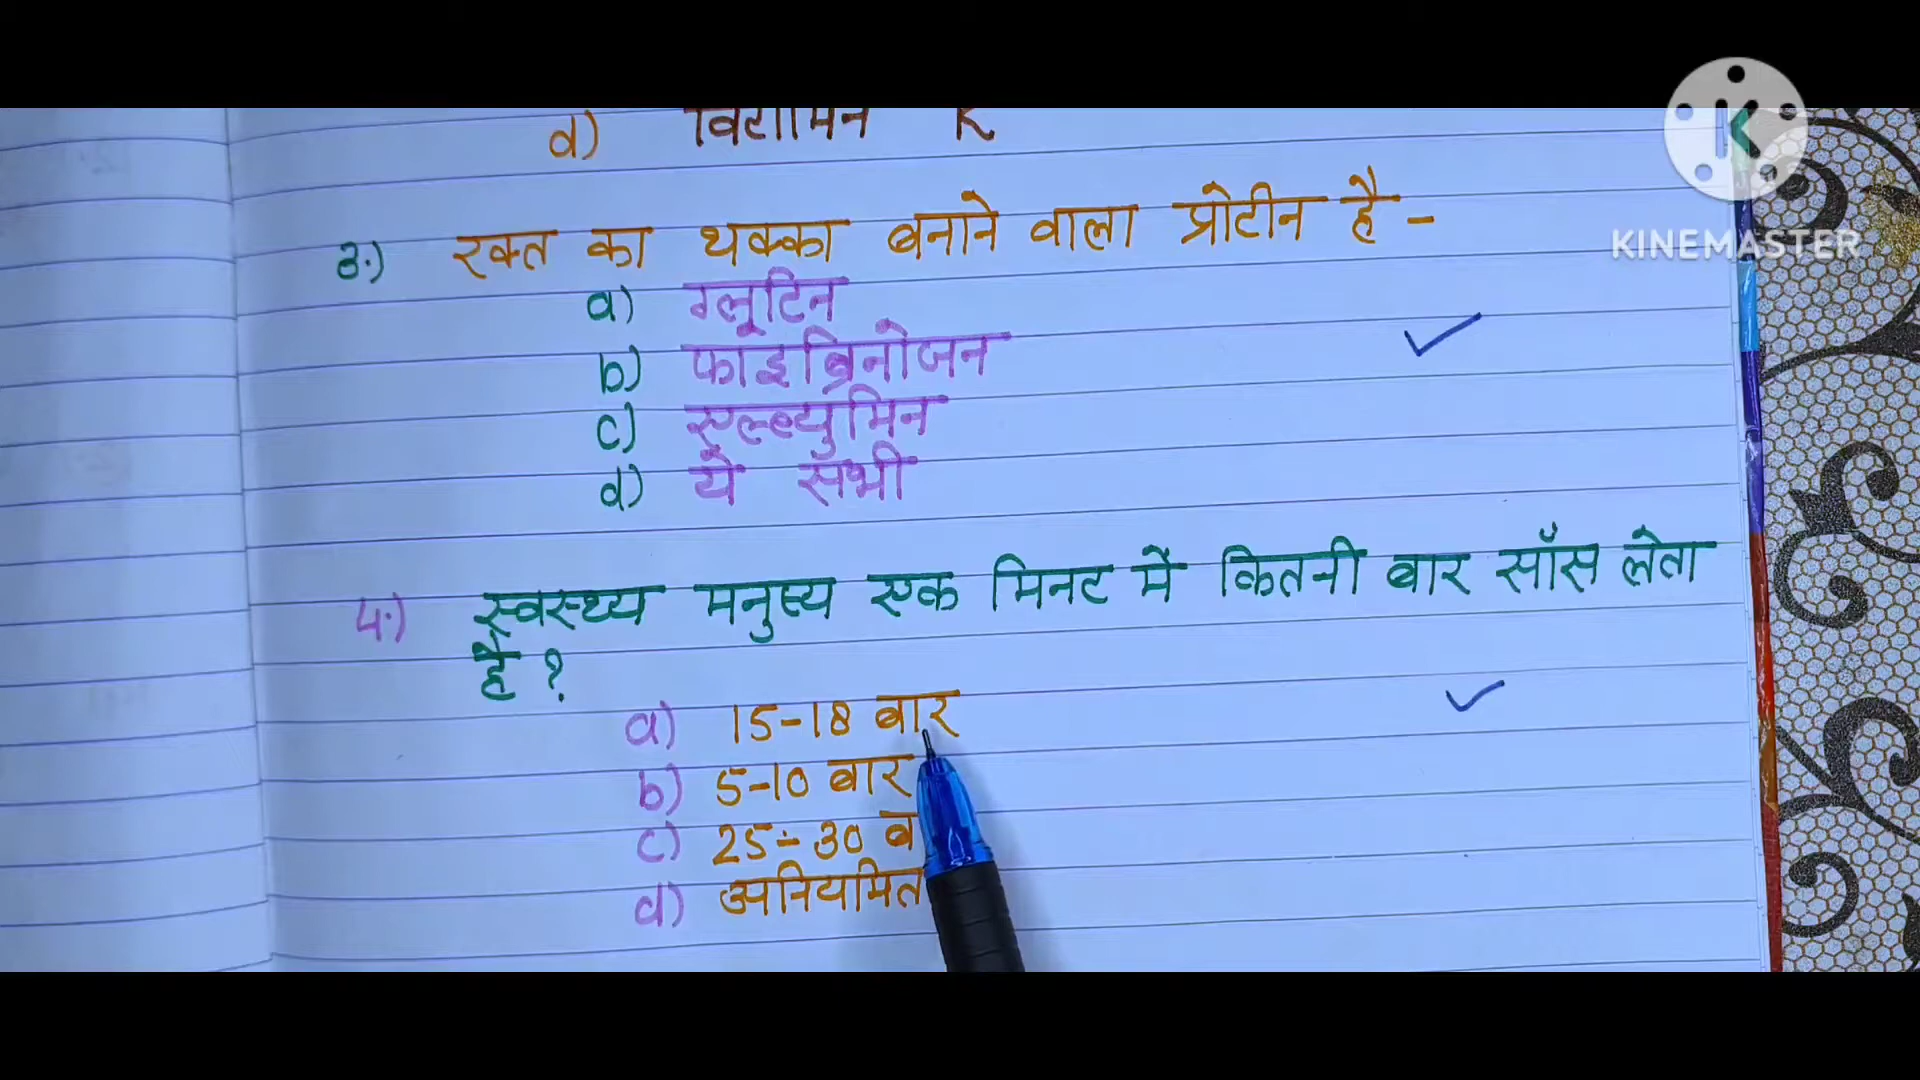 d) विटामिन K
3.) रक्त का थक्का बनाने वाला प्रोटीन है -
a) ग्लूटिन
b) फाइब्रिनोजन
c) एल्ब्युमिन
d) ये सभी
4.) स्वस्थ्य मनुष्य एक मिनट में कितनी बार साँस लेता
है ?
a) 15-18 बार
b) 5-10 बार
c) 25-30 ब
d) अनियमित
KINEMASTER